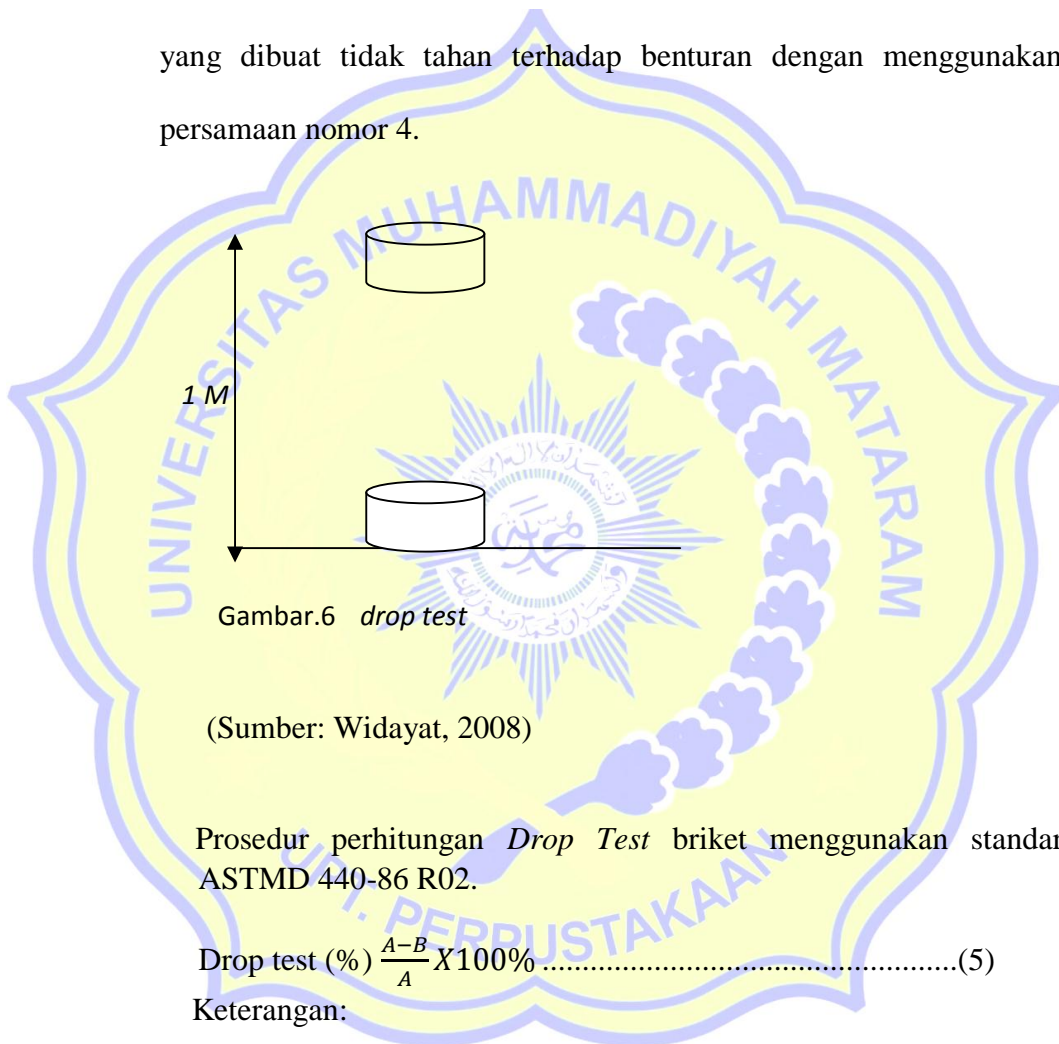 yang dibuat tidak tahan terhadap benturan dengan menggunakan
persamaan nomor 4.
UNIVERSITAS MUHAMMADIYAH MATARAM
1 M
Gambar.6 drop test
(Sumber: Widayat, 2008)
Prosedur perhitungan Drop Test briket menggunakan standar
ASTMD 440-86 R02.
UPT. PERPUSTAKAAN
Drop test (%) \frac{A−B}{A} X100% ....................................................(5)
Keterangan: